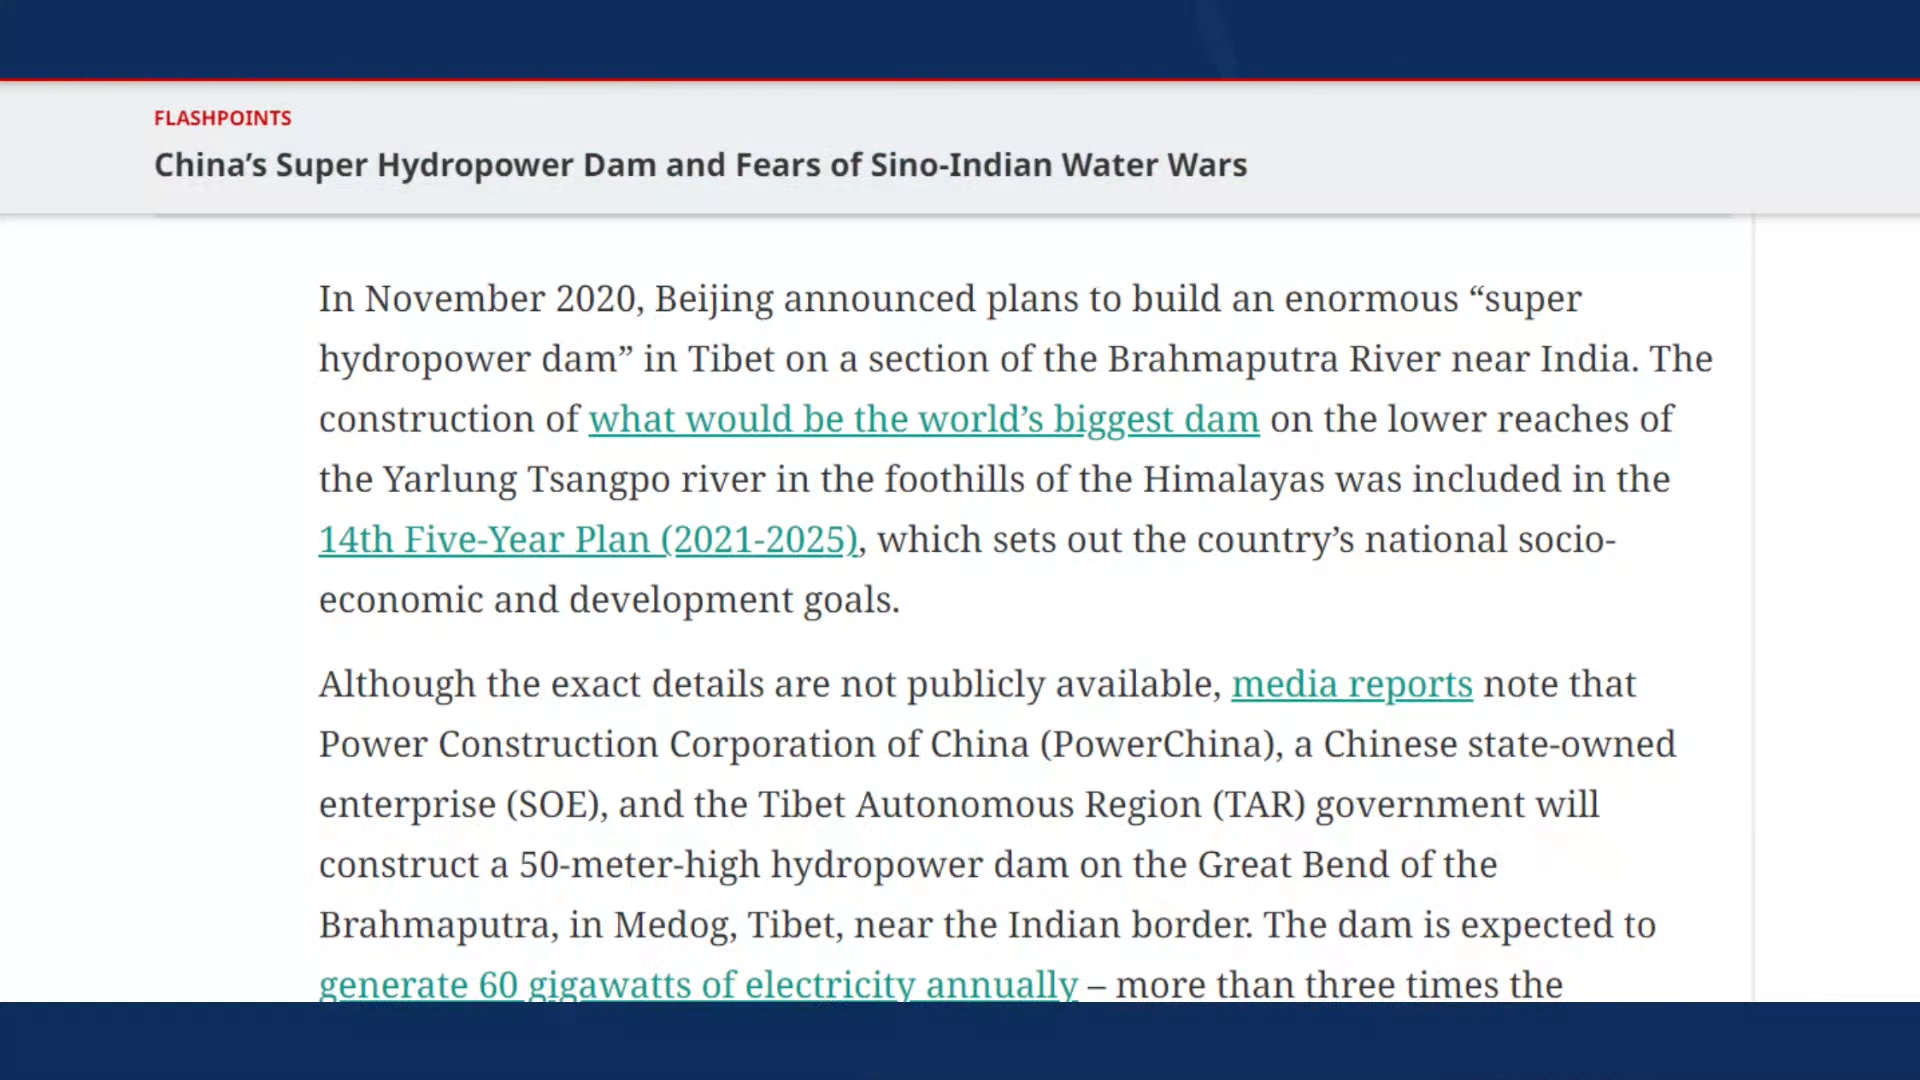 FLASHPOINTS
China’s Super Hydropower Dam and Fears of Sino-Indian Water Wars
In November 2020, Beijing announced plans to build an enormous “super
hydropower dam” in Tibet on a section of the Brahmaputra River near India. The
construction of what would be the world’s biggest dam on the lower reaches of
the Yarlung Tsangpo river in the foothills of the Himalayas was included in the
14th Five-Year Plan (2021-2025), which sets out the country’s national socio-
economic and development goals.
Although the exact details are not publicly available, media reports note that
Power Construction Corporation of China (PowerChina), a Chinese state-owned
enterprise (SOE), and the Tibet Autonomous Region (TAR) government will
construct a 50-meter-high hydropower dam on the Great Bend of the
Brahmaputra, in Medog, Tibet, near the Indian border. The dam is expected to
generate 60 gigawatts of electricity annually – more than three times the